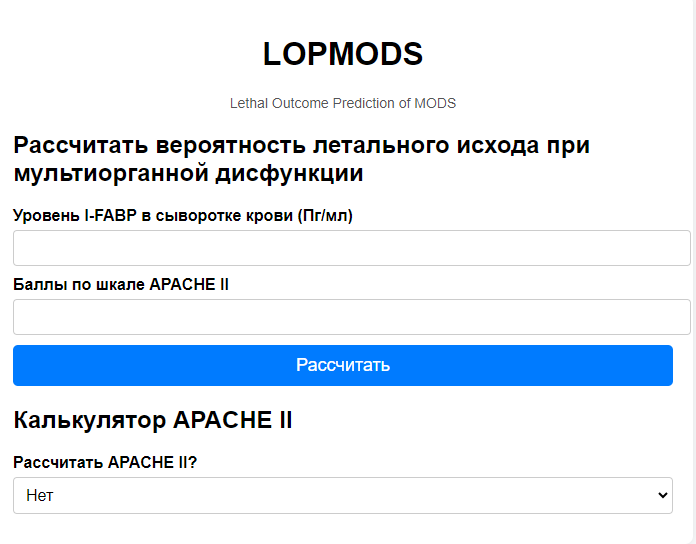 LOPMODS
Lethal Outcome Prediction of MODS
Рассчитать вероятность летального исхода при
мультиорганной дисфункции
Уровень I-FABP в сыворотке крови (Пг/мл)
Баллы по шкале APACHE II
Рассчитать
Калькулятор APACHE II
Рассчитать APACHE II?
Нет